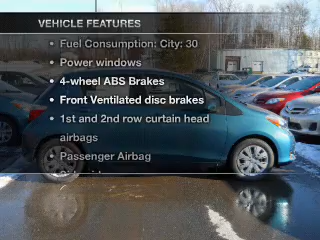 VEHICLE FEATURES
• Fuel Consumption: City: 30
• Power windows
• 4-wheel ABS Brakes
• Front Ventilated disc brakes
• 1st and 2nd row curtain head
airbags
Passenger Airbag